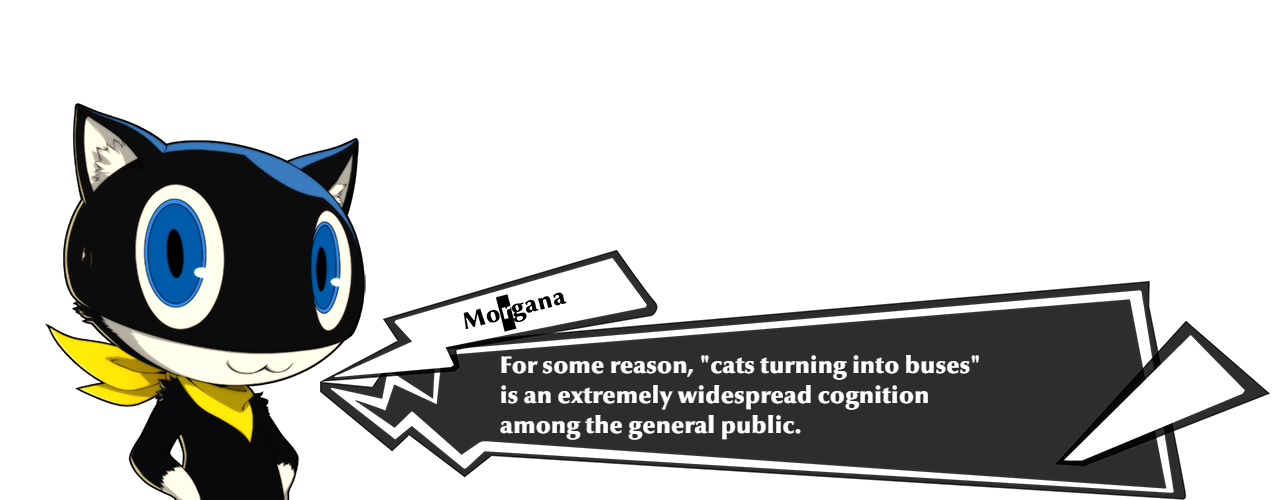 Morgana
For some reason, "cats turning into buses"
is an extremely widespread cognition
among the general public.